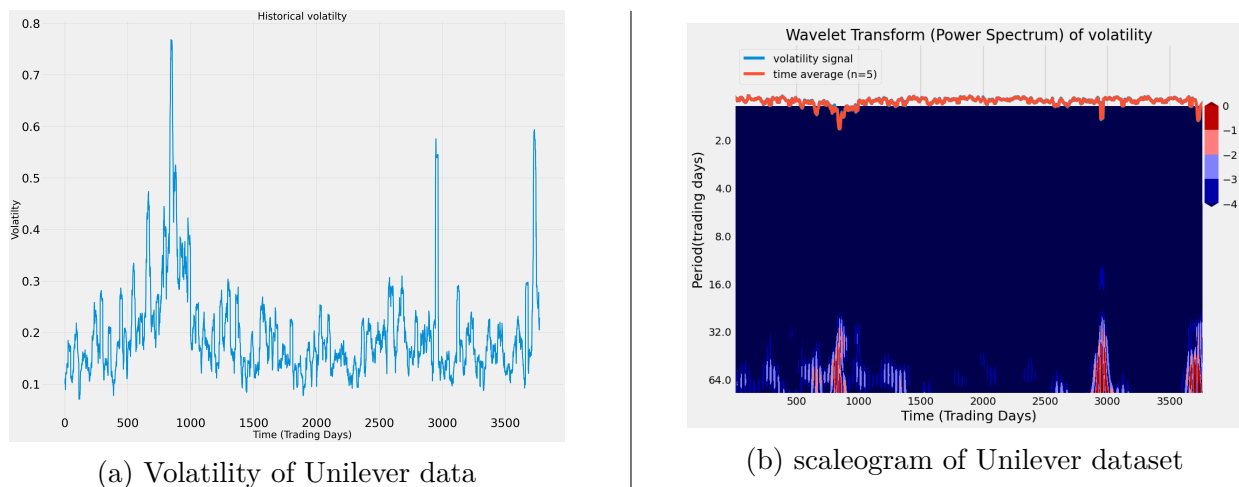 Historical volatilty
0.8
0.7
0.6
0.5
0.4
0.3
0.2
0.1
Volatilty
0 500 1000 1500 2000 2500 3000 3500
Time (Trading Days)
(a) Volatility of Unilever data
Wavelet Transform (Power Spectrum) of volatility
volatility signal
time average (n=5)
2.0
4.0
8.0
16.0
32.0
64.0
Period(trading days)
500 1000 1500 2000 2500 3000 3500
Time (Trading Days)
0
−1
−2
−3
−4
(b) scaleogram of Unilever dataset